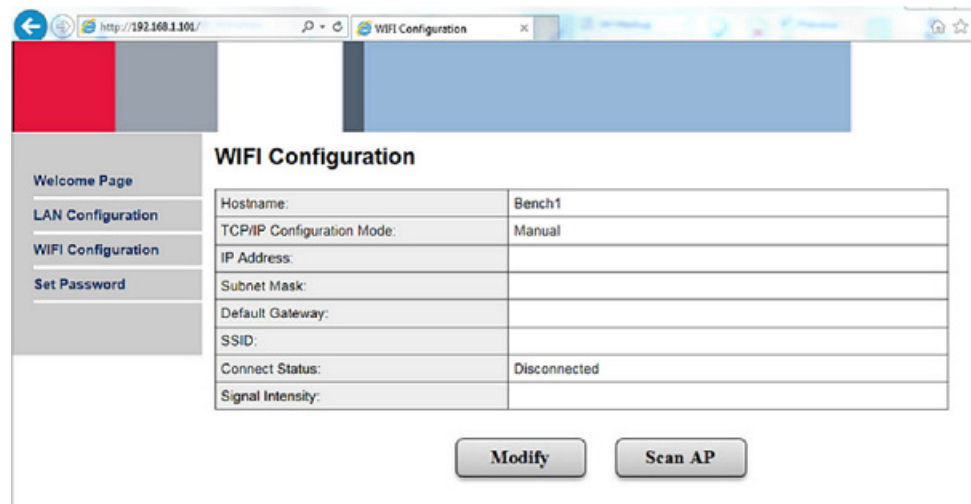 http://192.168.1.101/
WIFI Configuration
WIFI Configuration
Welcome Page
LAN Configuration
WIFI Configuration
Set Password
Hostname: Bench1
TCP/IP Configuration Mode: Manual
IP Address:
Subnet Mask:
Default Gateway:
SSID:
Connect Status: Disconnected
Signal Intensity:
Modify Scan AP